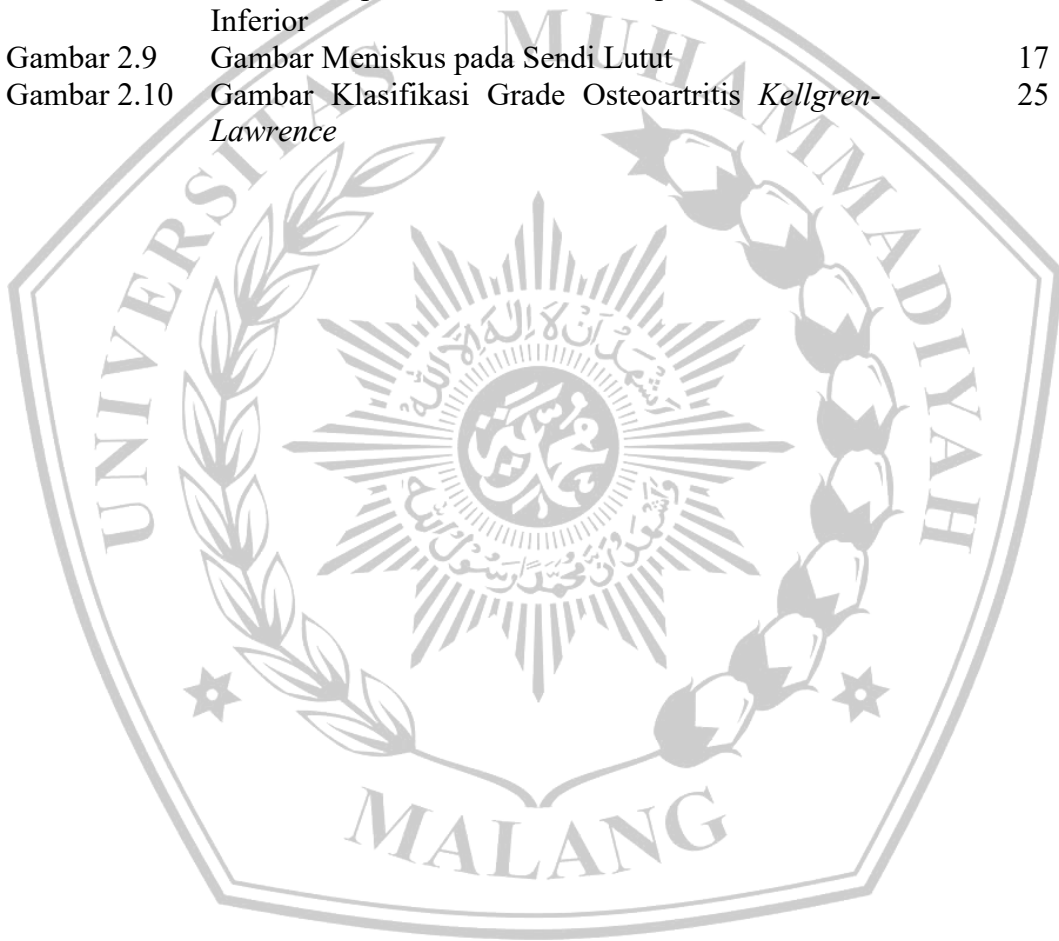 Inferior
Gambar 2.9 Gambar Meniskus pada Sendi Lutut 17
Gambar 2.10 Gambar Klasifikasi Grade Osteoartritis Kellgren- 25
Lawrence
UNIVERSITAS MUHAMMADIYAH
MALANG